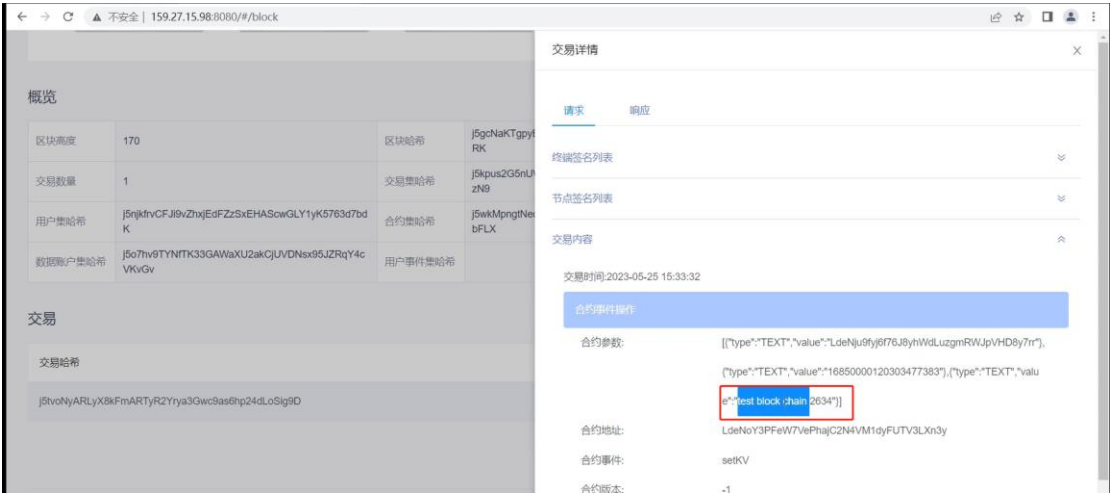 不安全 | 159.27.15.98:8080/#/block
概览
区块高度 170 区块哈希 j5gcNaKTgpy
RK
交易数量 1 交易集哈希 j5kpus2G5nU
zN9
用户集哈希 j5njkfrvCFJi9vZhxjEdFZzSxEHAScwGLY1yK5763d7bd
K
合约集哈希 j5wkMpngtNe
bFLX
数据账户集哈希 j5o7hv9TYNfTK33GAWaXU2akCjUVDNsx95JZRqY4c
VKvGv
用户事件集哈希
交易
交易哈希
j5tvoNyARLyX8kFmARTyR2Yrya3Gwc9as6hp24dLoSig9D
交易详情
请求 响应
终端签名列表
节点签名列表
交易内容
交易时间:2023-05-25 15:33:32
合约事件操作
合约参数: [{"type":"TEXT","value":"LdeNju9fyj6f76J8yhWdLuzgmRWJpVHD8y7rr"},
{"type":"TEXT","value":"16850000120303477383"},{"type":"TEXT","valu
e":"test block chain 2634"}]
合约地址: LdeNoY3PFeW7VePhajC2N4VM1dyFUTV3LXn3y
合约事件: setKV
合约版本: -1